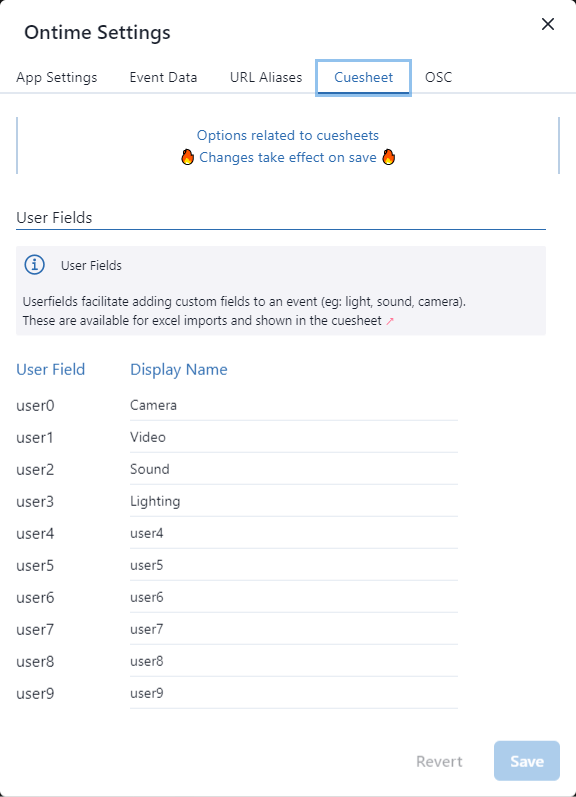 Ontime Settings
App Settings Event Data URL Aliases Cuesheet OSC
Options related to cuesheets
🔥 Changes take effect on save 🔥
User Fields
User Fields
Userfields facilitate adding custom fields to an event (eg: light, sound, camera).
These are available for excel imports and shown in the cuesheet ↗
User Field Display Name
user0 Camera
user1 Video
user2 Sound
user3 Lighting
user4 user4
user5 user5
user6 user6
user7 user7
user8 user8
user9 user9
Revert Save